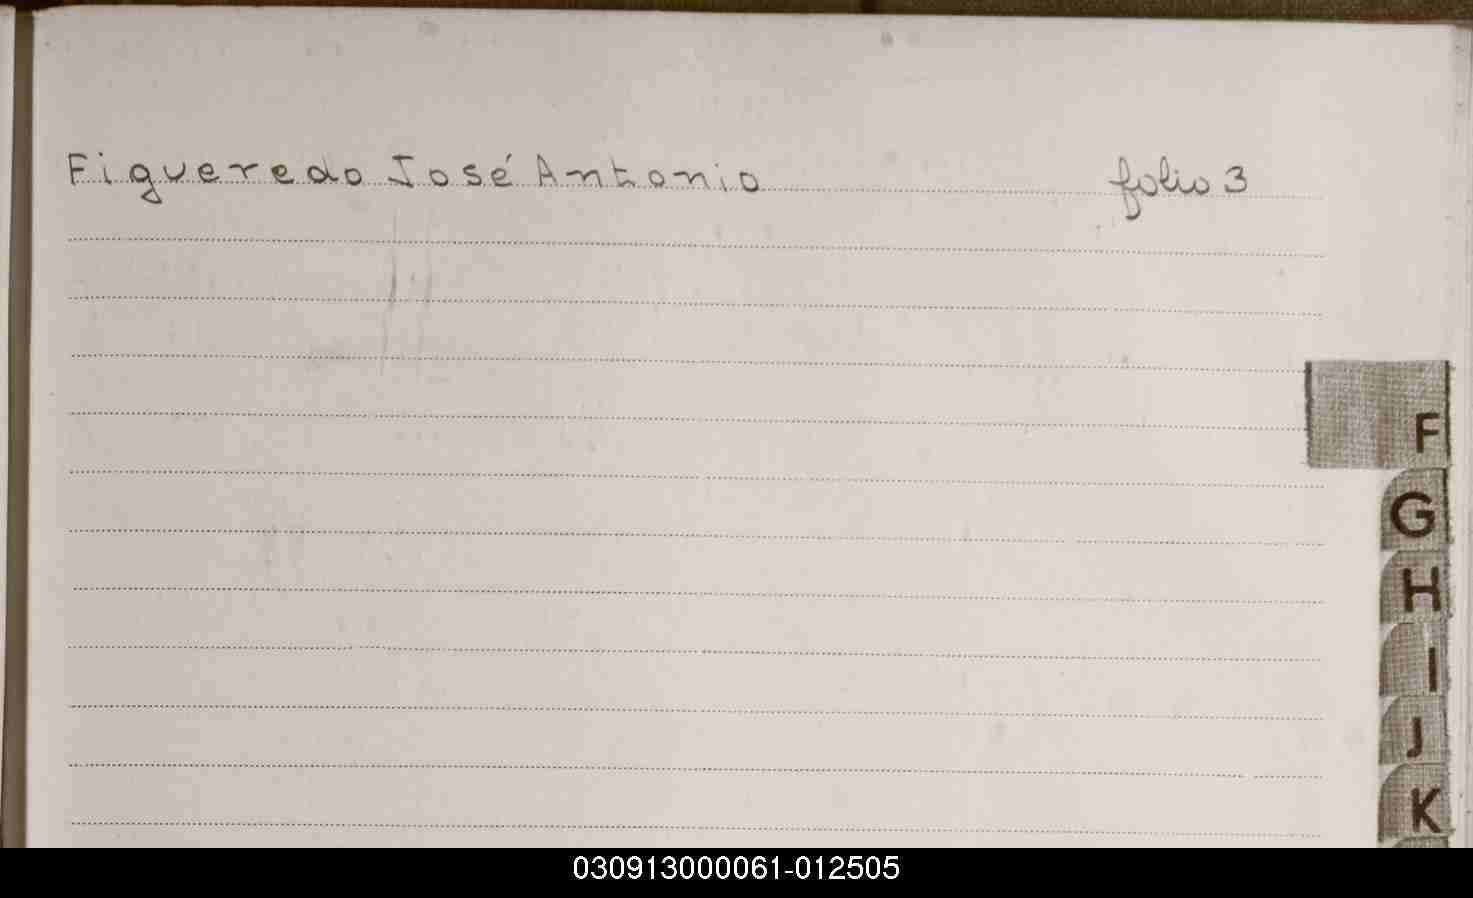 Figueredo José Antonio folio 3
F
G
H
I
J
K
030913000061-012505